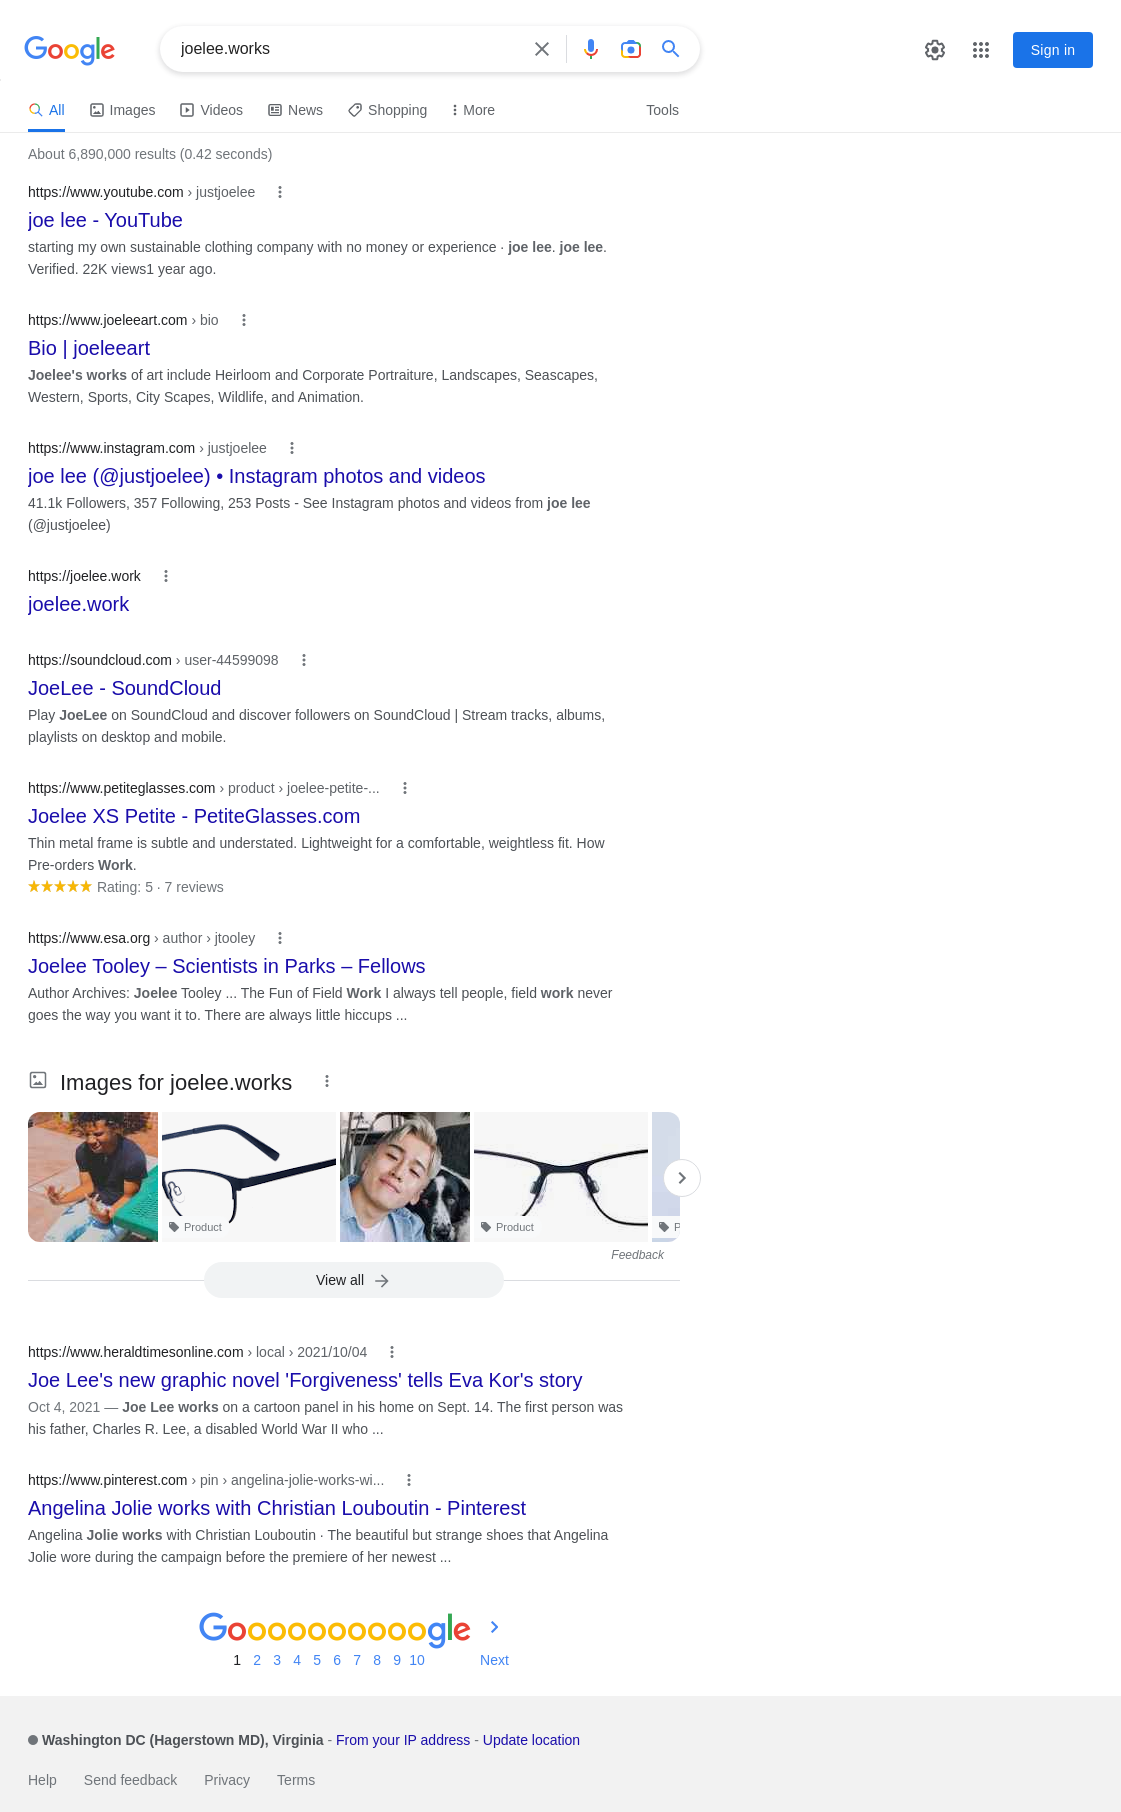 Google
joelee.works
Sign in
All Images Videos News Shopping More Tools
About 6,890,000 results (0.42 seconds)
https://www.youtube.com › justjoelee
joe lee - YouTube
starting my own sustainable clothing company with no money or experience · joe lee. joe lee.
Verified. 22K views1 year ago.
https://www.joeleeart.com › bio
Bio | joeleeart
Joelee's works of art include Heirloom and Corporate Portraiture, Landscapes, Seascapes,
Western, Sports, City Scapes, Wildlife, and Animation.
https://www.instagram.com › justjoelee
joe lee (@justjoelee) • Instagram photos and videos
41.1k Followers, 357 Following, 253 Posts - See Instagram photos and videos from joe lee
(@justjoelee)
https://joelee.work
joelee.work
https://soundcloud.com › user-44599098
JoeLee - SoundCloud
Play JoeLee on SoundCloud and discover followers on SoundCloud | Stream tracks, albums,
playlists on desktop and mobile.
https://www.petiteglasses.com › product › joelee-petite-...
Joelee XS Petite - PetiteGlasses.com
Thin metal frame is subtle and understated. Lightweight for a comfortable, weightless fit. How
Pre-orders Work.
Rating: 5 · 7 reviews
https://www.esa.org › author › jtooley
Joelee Tooley – Scientists in Parks – Fellows
Author Archives: Joelee Tooley ... The Fun of Field Work I always tell people, field work never
goes the way you want it to. There are always little hiccups ...
Images for joelee.works
Product Product P
Feedback
View all
https://www.heraldtimesonline.com › local › 2021/10/04
Joe Lee's new graphic novel 'Forgiveness' tells Eva Kor's story
Oct 4, 2021 — Joe Lee works on a cartoon panel in his home on Sept. 14. The first person was
his father, Charles R. Lee, a disabled World War II who ...
https://www.pinterest.com › pin › angelina-jolie-works-wi...
Angelina Jolie works with Christian Louboutin - Pinterest
Angelina Jolie works with Christian Louboutin · The beautiful but strange shoes that Angelina
Jolie wore during the campaign before the premiere of her newest ...
Goooooooooogle
1 2 3 4 5 6 7 8 9 10 Next
Washington DC (Hagerstown MD), Virginia - From your IP address - Update location
Help Send feedback Privacy Terms